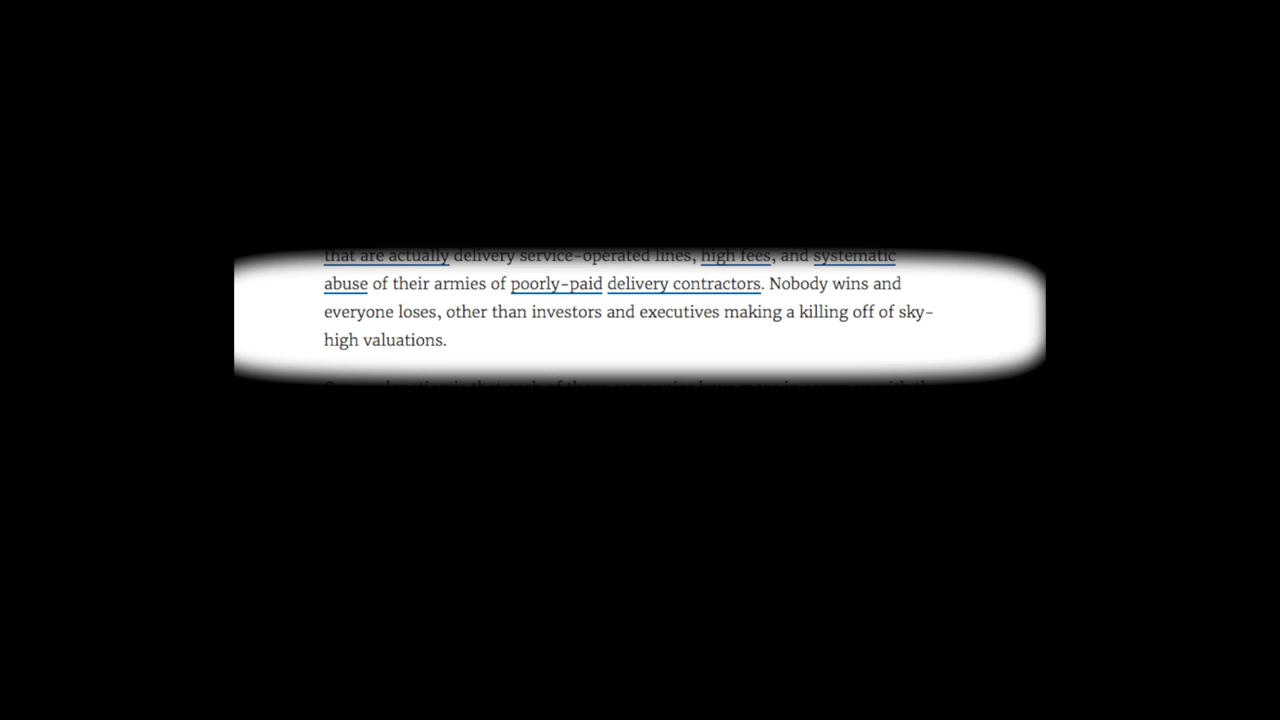 that are actually delivery service-operated lines, high fees, and systematic
abuse of their armies of poorly-paid delivery contractors. Nobody wins and
everyone loses, other than investors and executives making a killing off of sky-
high valuations.